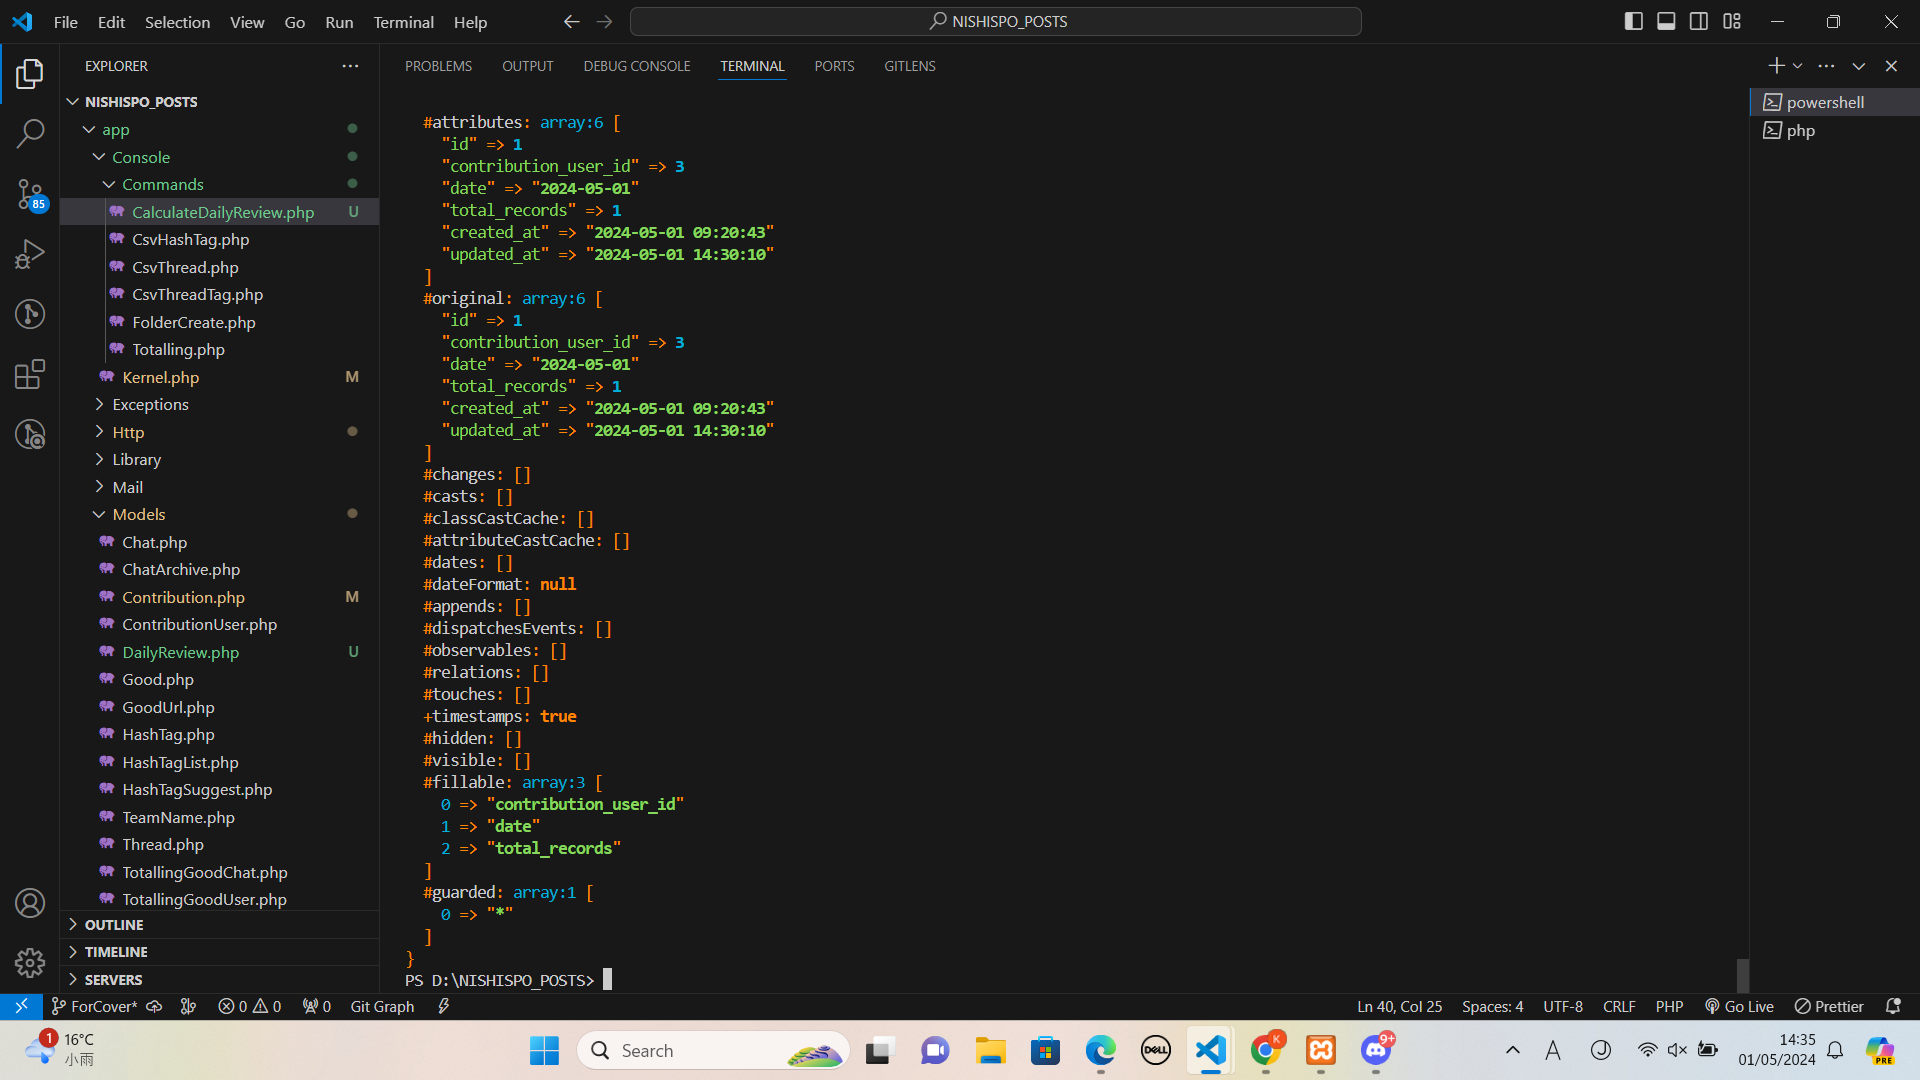 File Edit Selection View Go Run Terminal Help
NISHISPO_POSTS
EXPLORER
NISHISPO_POSTS
app
Console
Commands
CalculateDailyReview.php U
CsvHashTag.php
CsvThread.php
CsvThreadTag.php
FolderCreate.php
Totalling.php
Kernel.php M
Exceptions
Http
Library
Mail
Models
Chat.php
ChatArchive.php
Contribution.php M
ContributionUser.php
DailyReview.php U
Good.php
GoodUrl.php
HashTag.php
HashTagList.php
HashTagSuggest.php
TeamName.php
Thread.php
TotallingGoodChat.php
TotallingGoodUser.php
OUTLINE
TIMELINE
SERVERS
85
PROBLEMS OUTPUT DEBUG CONSOLE TERMINAL PORTS GITLENS
#attributes: array:6 [
"id" => 1
"contribution_user_id" => 3
"date" => "2024-05-01"
"total_records" => 1
"created_at" => "2024-05-01 09:20:43"
"updated_at" => "2024-05-01 14:30:10"
]
#original: array:6 [
"id" => 1
"contribution_user_id" => 3
"date" => "2024-05-01"
"total_records" => 1
"created_at" => "2024-05-01 09:20:43"
"updated_at" => "2024-05-01 14:30:10"
]
#changes: []
#casts: []
#classCastCache: []
#attributeCastCache: []
#dates: []
#dateFormat: null
#appends: []
#dispatchesEvents: []
#observables: []
#relations: []
#touches: []
+timestamps: true
#hidden: []
#visible: []
#fillable: array:3 [
0 => "contribution_user_id"
1 => "date"
2 => "total_records"
]
#guarded: array:1 [
0 => "*"
]
}
PS D:\NISHISPO_POSTS>
powershell
php
ForCover* 0 0 0 Git Graph Ln 40, Col 25 Spaces: 4 UTF-8 CRLF PHP Go Live Prettier
1 16°C
小雨
Search
DELL
K
9+
A
J
14:35
01/05/2024
PRE